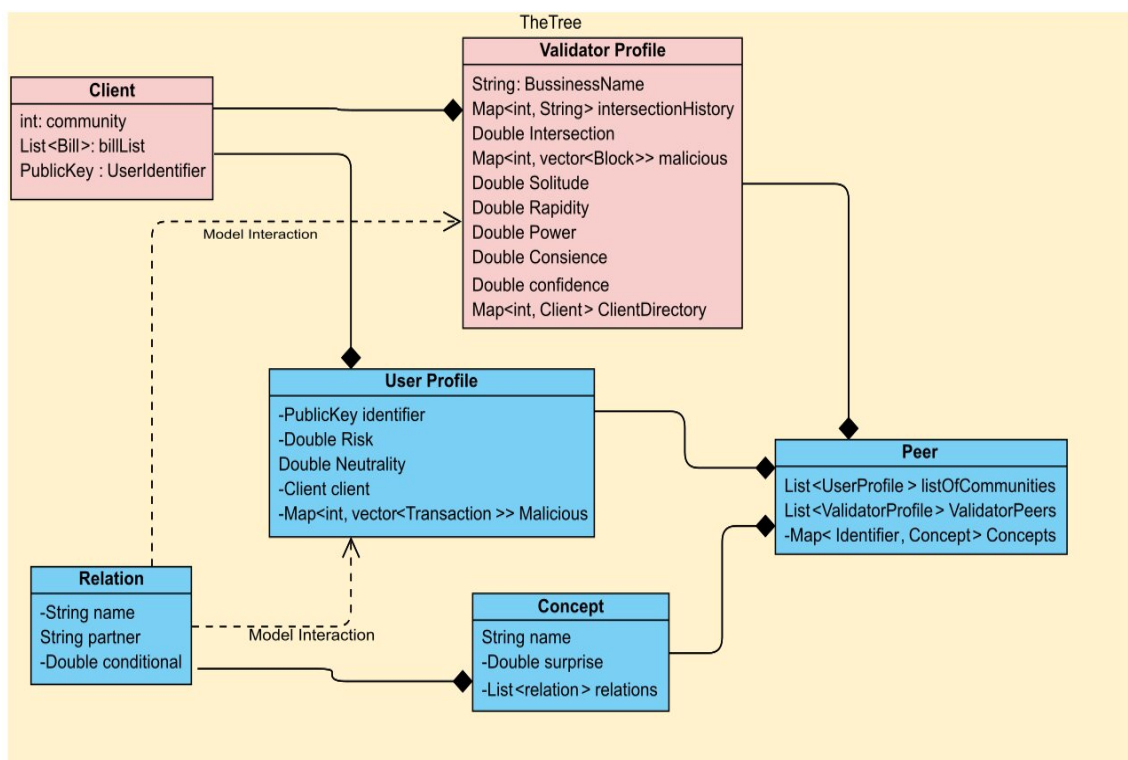 TheTree
Validator Profile
String: BussinessName
Map<int, String> intersectionHistory
Double Intersection
Map<int, vector<Block>> malicious
Double Solitude
Double Rapidity
Double Power
Double Consience
Double confidence
Map<int, Client> ClientDirectory
Client
int: community
List<Bill>: billList
PublicKey : UserIdentifier
Model Interaction
User Profile
-PublicKey identifier
-Double Risk
Double Neutrality
-Client client
-Map<int, vector<Transaction >> Malicious
Peer
List<UserProfile> listOfCommunities
List<ValidatorProfile> ValidatorPeers
-Map< Identifier, Concept> Concepts
Relation
-String name
String partner
-Double conditional
Model Interaction
Concept
String name
-Double surprise
-List<relation> relations